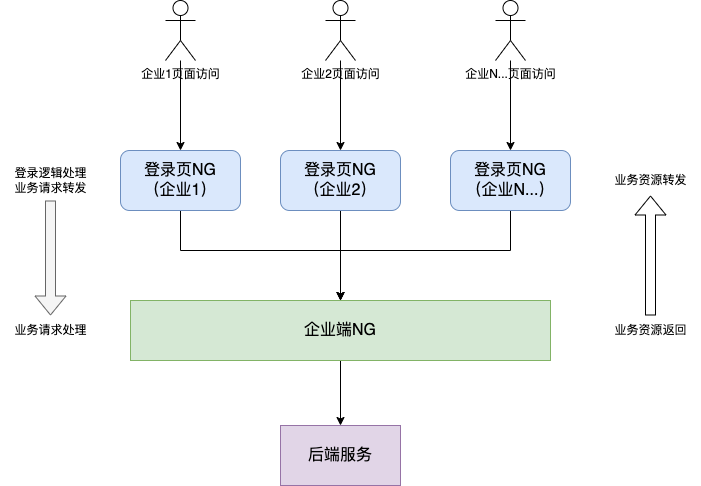 企业1页面访问
企业2页面访问
企业N...页面访问
登录逻辑处理
业务请求转发
登录页NG
（企业1）
登录页NG
（企业2）
登录页NG
（企业N...）
业务资源转发
业务请求处理
企业端NG
业务资源返回
后端服务